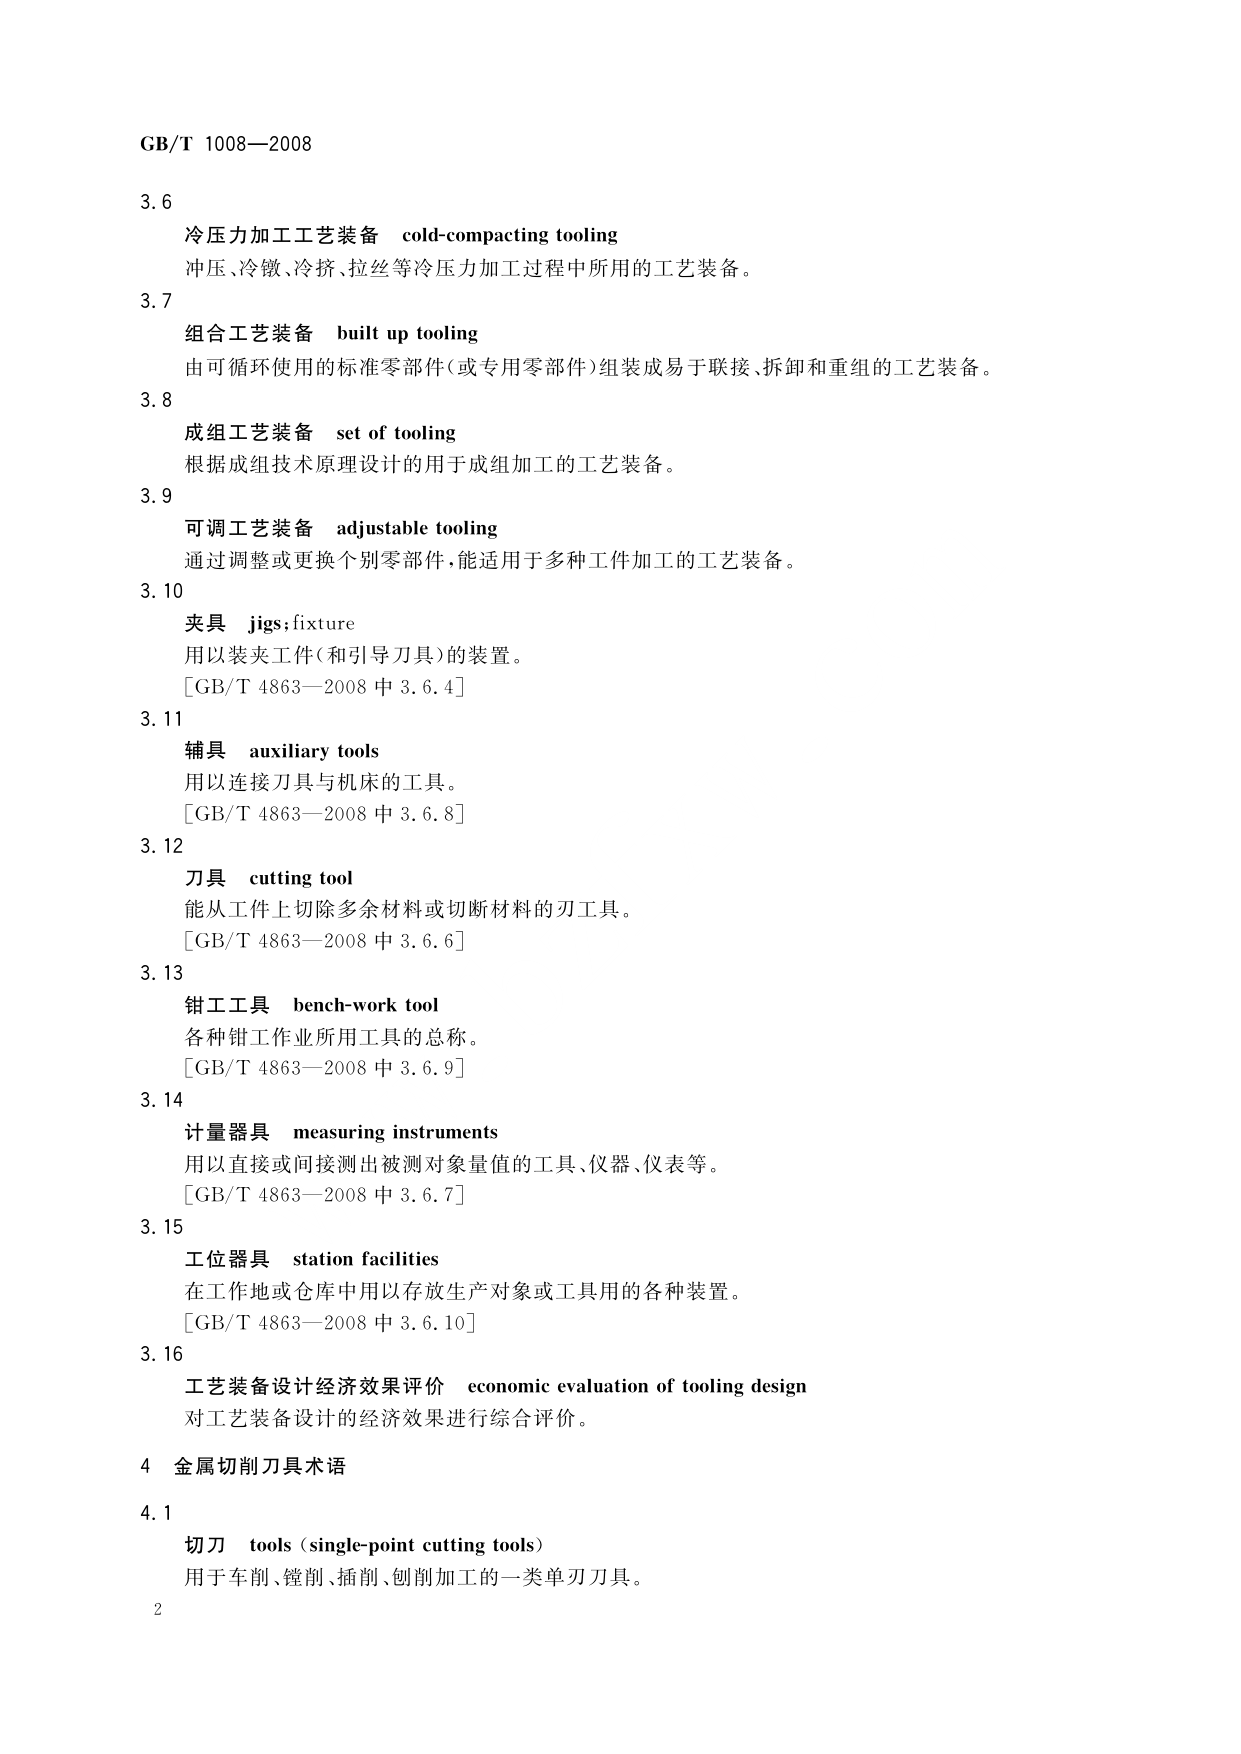 GB/T 1008—2008
3.6
冷压力加工工艺装备 cold-compacting tooling
冲压、冷镦、冷挤、拉丝等冷压力加工过程中所用的工艺装备。
3.7
组合工艺装备 built up tooling
由可循环使用的标准零部件(或专用零部件)组装成易于联接、拆卸和重组的工艺装备。
3.8
成组工艺装备 set of tooling
根据成组技术原理设计的用于成组加工的工艺装备。
3.9
可调工艺装备 adjustable tooling
通过调整或更换个别零部件,能适用于多种工件加工的工艺装备。
3.10
夹具 jigs;fixture
用以装夹工件(和引导刀具)的装置。
[GB/T 4863—2008 中 3.6.4]
3.11
辅具 auxiliary tools
用以连接刀具与机床的工具。
[GB/T 4863—2008 中 3.6.8]
3.12
刀具 cutting tool
能从工件上切除多余材料或切断材料的刃工具。
[GB/T 4863—2008 中 3.6.6]
3.13
钳工工具 bench-work tool
各种钳工作业所用工具的总称。
[GB/T 4863—2008 中 3.6.9]
3.14
计量器具 measuring instruments
用以直接或间接测出被测对象量值的工具、仪器、仪表等。
[GB/T 4863—2008 中 3.6.7]
3.15
工位器具 station facilities
在工作地或仓库中用以存放生产对象或工具用的各种装置。
[GB/T 4863—2008 中 3.6.10]
3.16
工艺装备设计经济效果评价 economic evaluation of tooling design
对工艺装备设计的经济效果进行综合评价。
4 金属切削刀具术语
4.1
切刀 tools (single-point cutting tools)
用于车削、镗削、插削、刨削加工的一类单刃刀具。
2